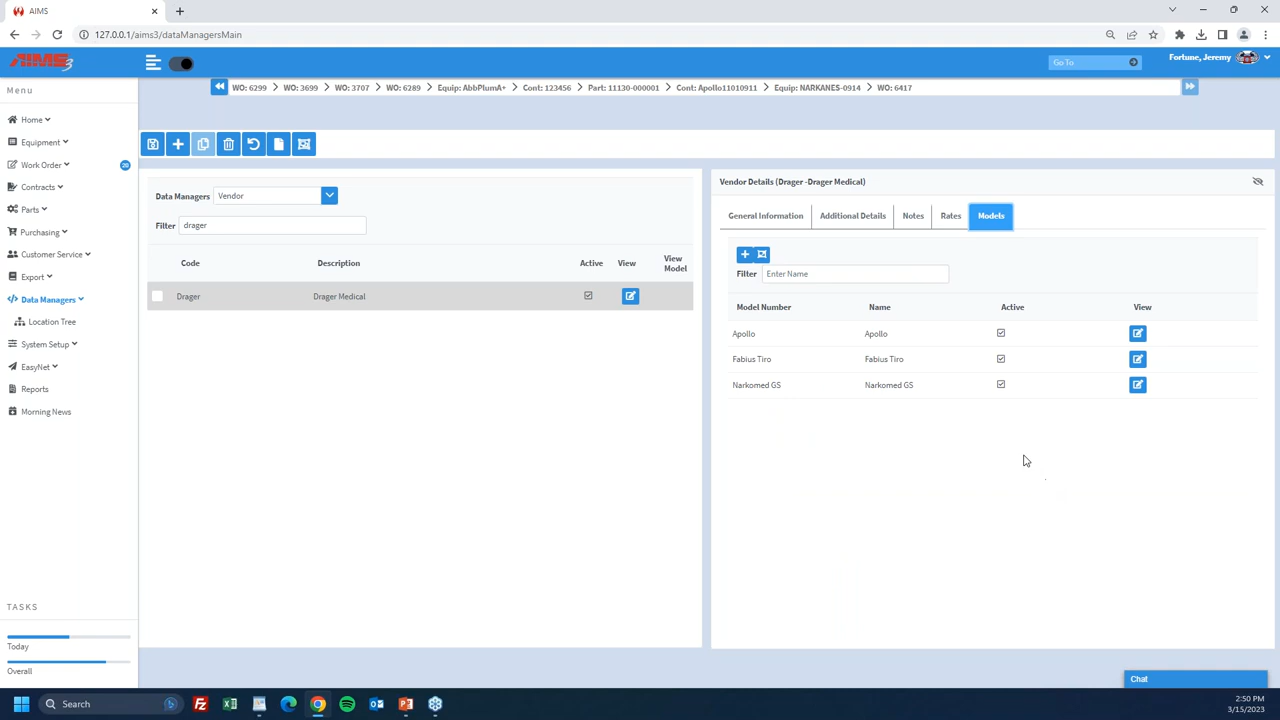 AIMS
127.0.0.1/aims3/dataManagersMain
AIMS3
Go To
Fortune, Jeremy
Menu
WO: 6299 > WO: 3699 > WO: 3707 > WO: 6289 > Equip: AbbPlumA+ > Cont: 123456 > Part: 11130-000001 > Cont: Apollo11010911 > Equip: NARKANES-0914 > WO: 6417
Home
Equipment
Work Order 20
Contracts
Parts
Purchasing
Customer Service
Export
Data Managers
Location Tree
System Setup
EasyNet
Reports
Morning News
TASKS
Today
Overall
Data Managers Vendor
Filter drager
Code Description Active View View Model
Drager Drager Medical
Vendor Details (Drager -Drager Medical)
General Information Additional Details Notes Rates Models
Filter Enter Name
Model Number Name Active View
Apollo Apollo
Fabius Tiro Fabius Tiro
Narkomed GS Narkomed GS
Chat
Search
2:50 PM
3/15/2023